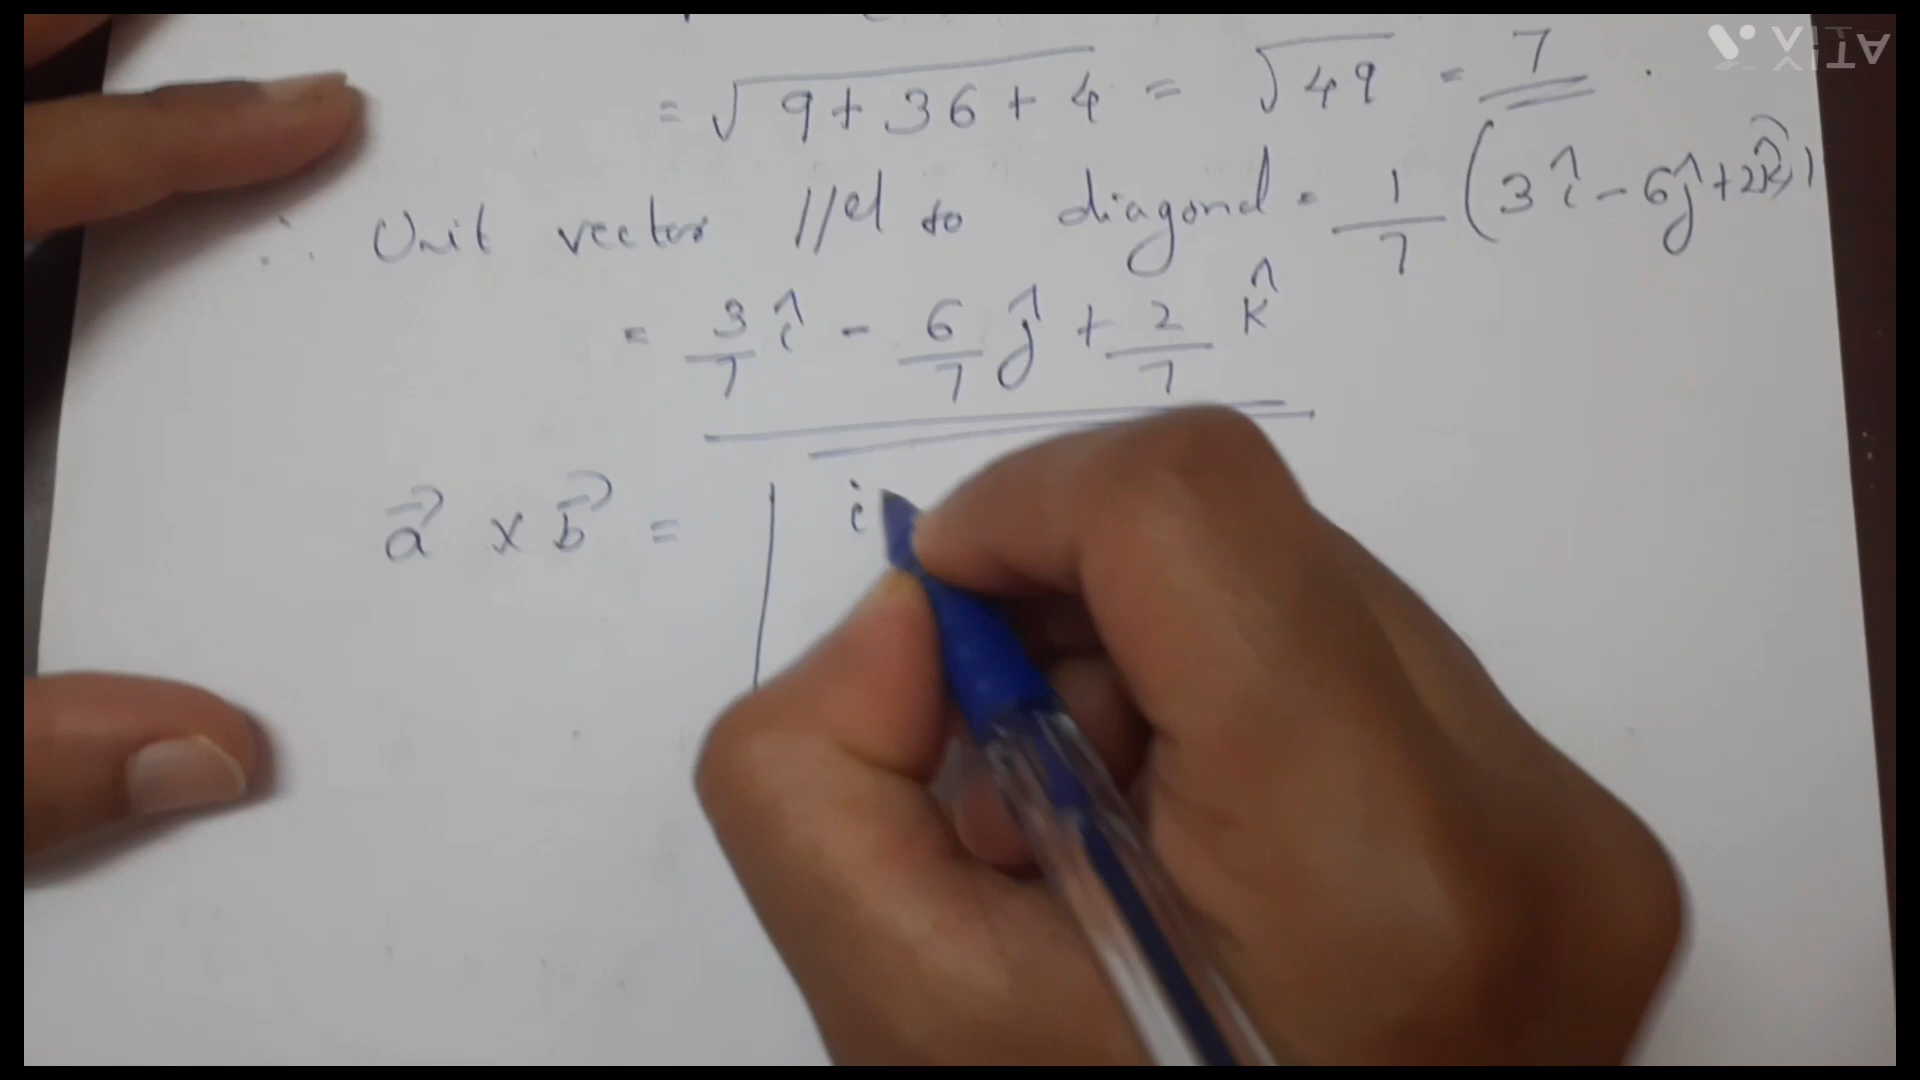 = √9+36+4 = √49 = 7
∴ Unit vector //el to diagonal = 1/7 (3î - 6ĵ + 2k̂)
= 3/7 î - 6/7 ĵ + 2/7 k̂
a⃗ x b⃗ = | i